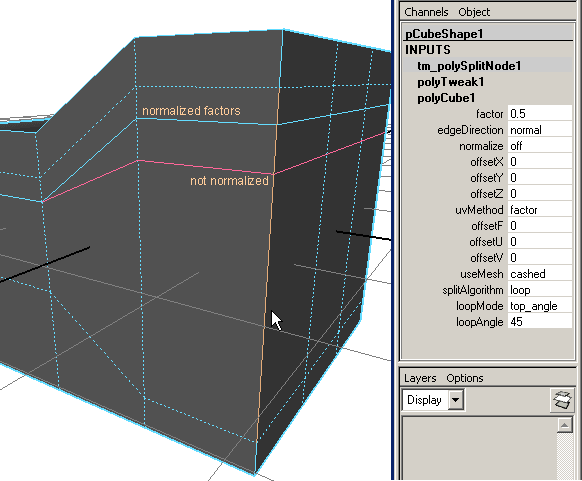 normalized factors
not normalized
Channels Object
pCubeShape1
INPUTS
tm_polySplitNode1
polyTweak1
polyCube1
factor 0.5
edgeDirection normal
normalize off
offsetX 0
offsetY 0
offsetZ 0
uvMethod factor
offsetF 0
offsetU 0
offsetV 0
useMesh cashed
splitAlgorithm loop
loopMode top_angle
loopAngle 45
Layers Options
Display